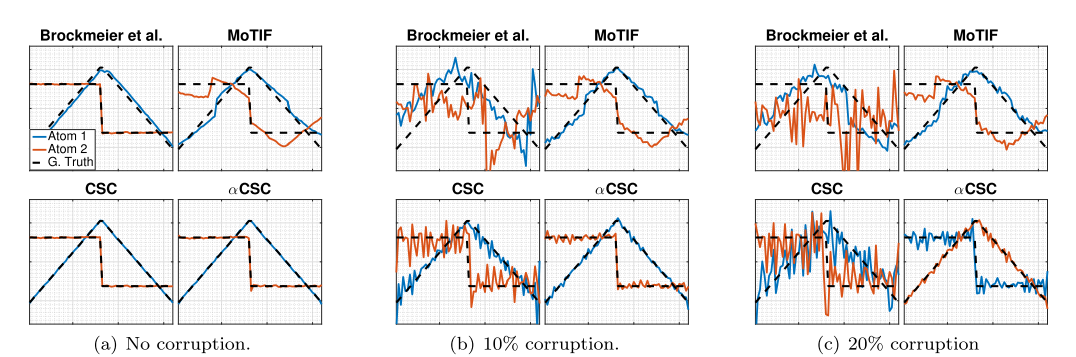 Brockmeier et al. MoTIF
Atom 1
Atom 2
G. Truth
CSC αCSC
(a) No corruption.
Brockmeier et al. MoTIF
CSC αCSC
(b) 10% corruption.
Brockmeier et al. MoTIF
CSC αCSC
(c) 20% corruption